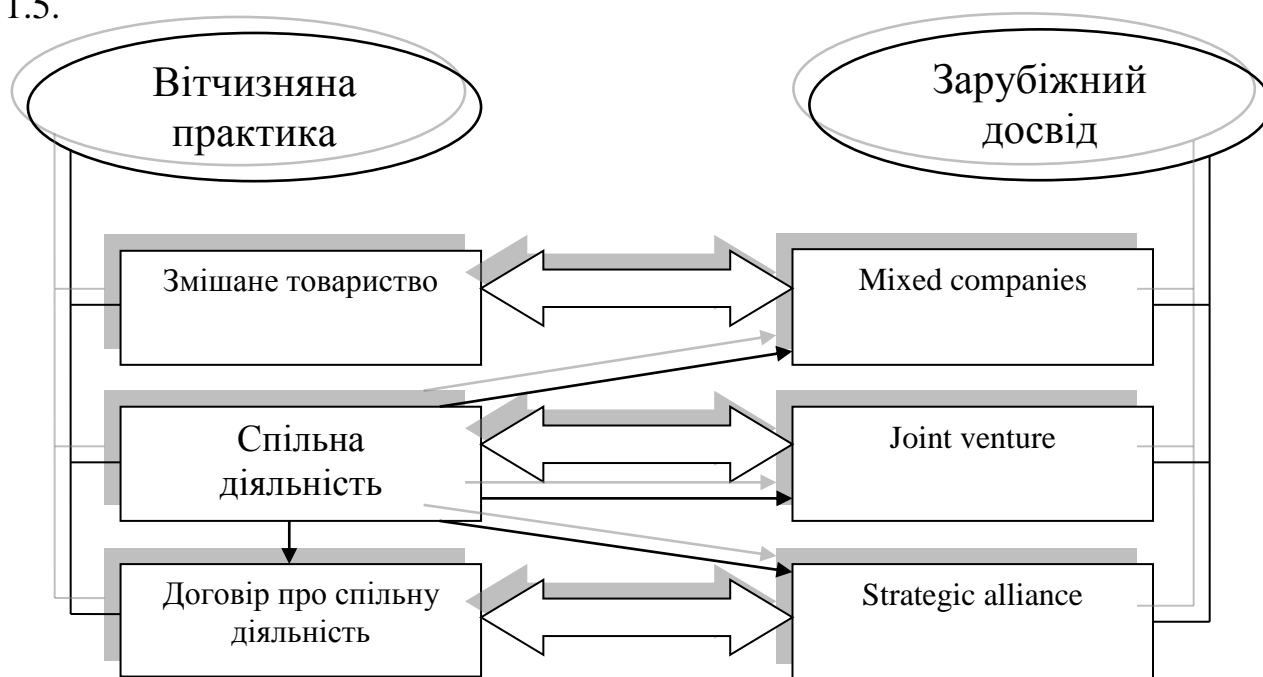 1.5.
Вітчизняна
практика
Зарубіжний
досвід
Змішане товариство
Mixed companies
Спільна
діяльність
Joint venture
Договір про спільну
діяльність
Strategic alliance